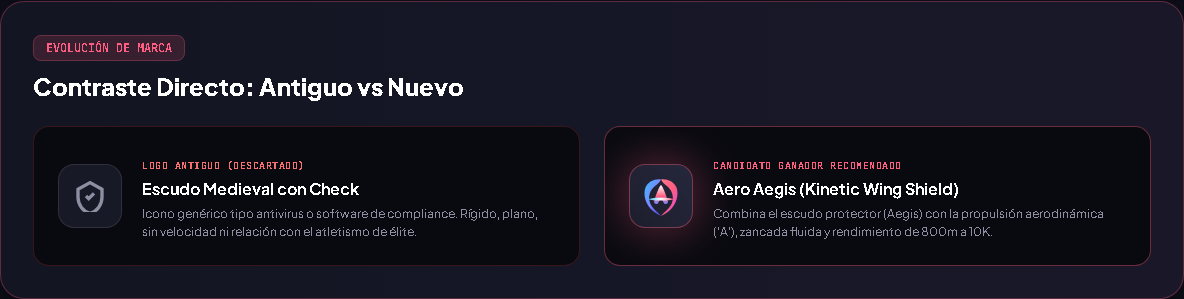 EVOLUCIÓN DE MARCA
Contraste Directo: Antiguo vs Nuevo
LOGO ANTIGUO (DESCARTADO)
Escudo Medieval con Check
Icono genérico tipo antivirus o software de compliance. Rígido, plano,
sin velocidad ni relación con el atletismo de élite.
CANDIDATO GANADOR RECOMENDADO
Aero Aegis (Kinetic Wing Shield)
Combina el escudo protector (Aegis) con la propulsión aerodinámica
('A'), zancada fluida y rendimiento de 800m a 10K.